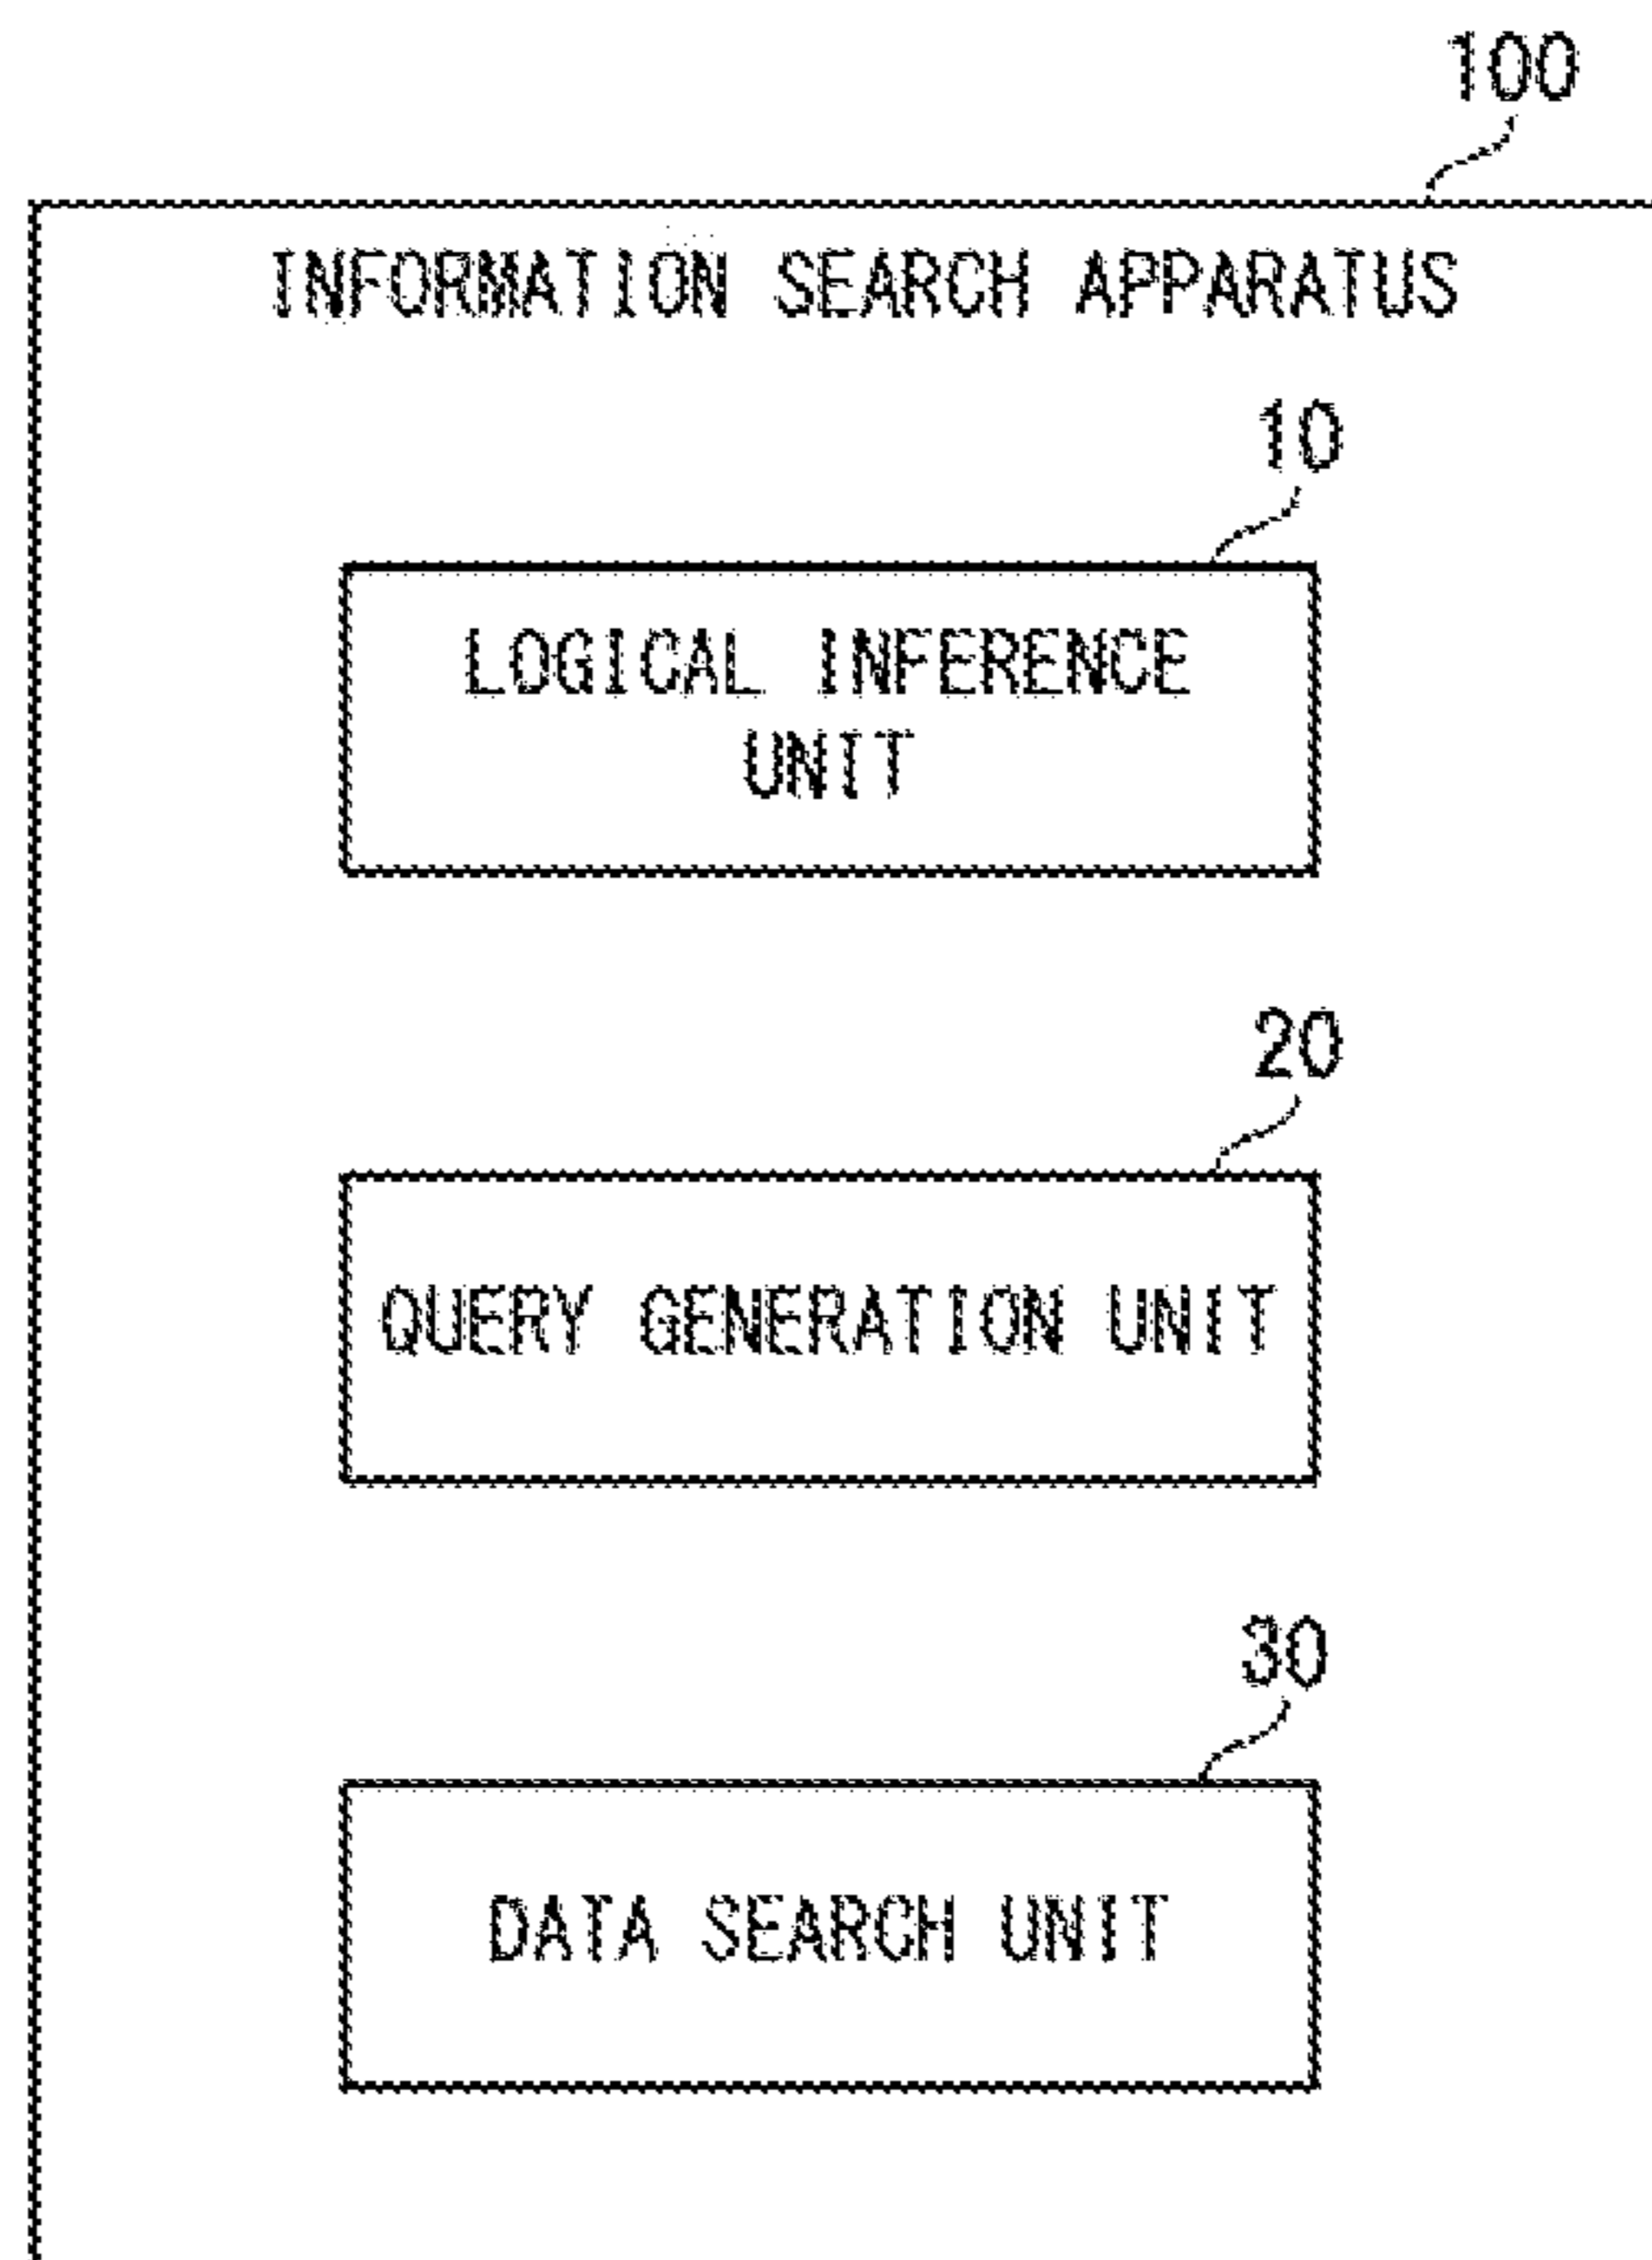 100
INFORMATION SEARCH APPARATUS
10
LOGICAL INFERENCE
UNIT
20
QUERY GENERATION UNIT
30
DATA SEARCH UNIT